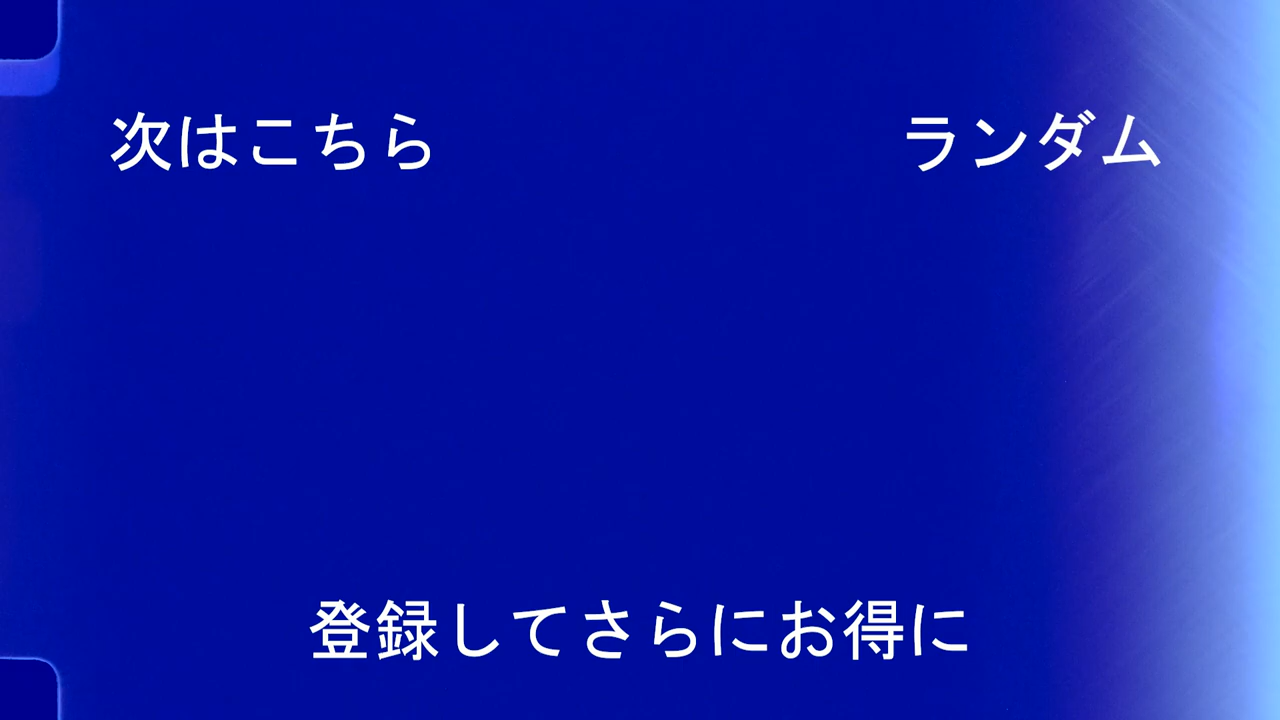 次はこちら
ランダム
登録してさらにお得に